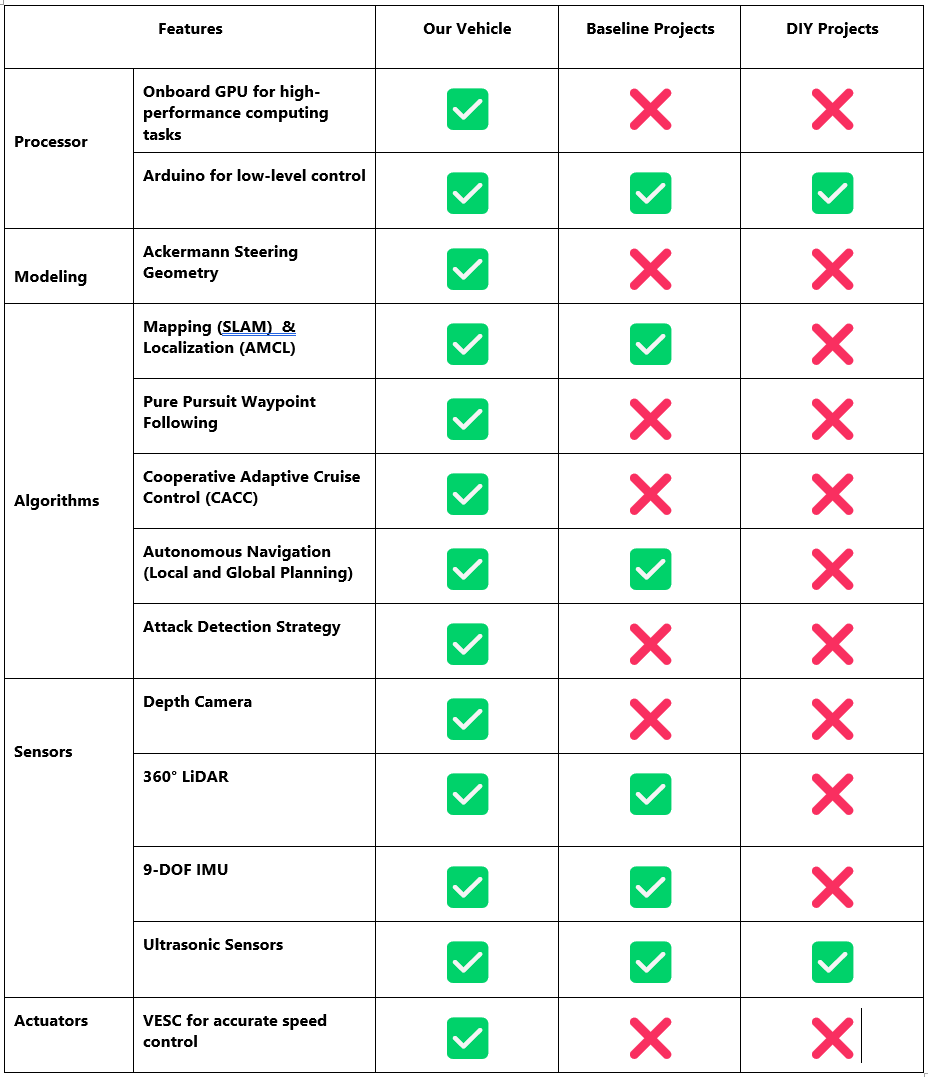 Features Our Vehicle Baseline Projects DIY Projects
Processor
Onboard GPU for high-
performance computing
tasks
Arduino for low-level control
Modeling
Ackermann Steering
Geometry
Algorithms
Mapping (SLAM) &
Localization (AMCL)
Pure Pursuit Waypoint
Following
Cooperative Adaptive Cruise
Control (CACC)
Autonomous Navigation
(Local and Global Planning)
Attack Detection Strategy
Sensors
Depth Camera
360° LiDAR
9-DOF IMU
Ultrasonic Sensors
Actuators
VESC for accurate speed
control